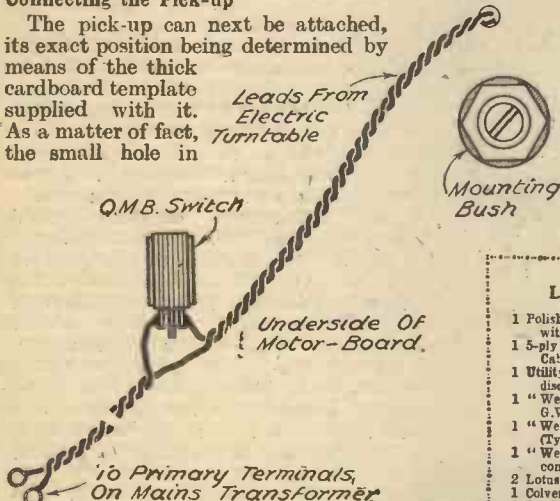 Connecting the Pick-up
The pick-up can next be attached,
its exact position being determined by
means of the thick
cardboard template
supplied with it.
As a matter of fact,
the small hole in
Leads From
Electric
Turntable
Mounting
Bush
Q.M.B. Switch
Underside Of
Motor-Board.
To Primary Terminals,
On Mains Transformer
L
1 Polish
wit
1 5-ply
Cab
1 Utility
disc
1 "We
G.W
1 "We
(Ty
1 "We
con
2 Lotus
1 Colve